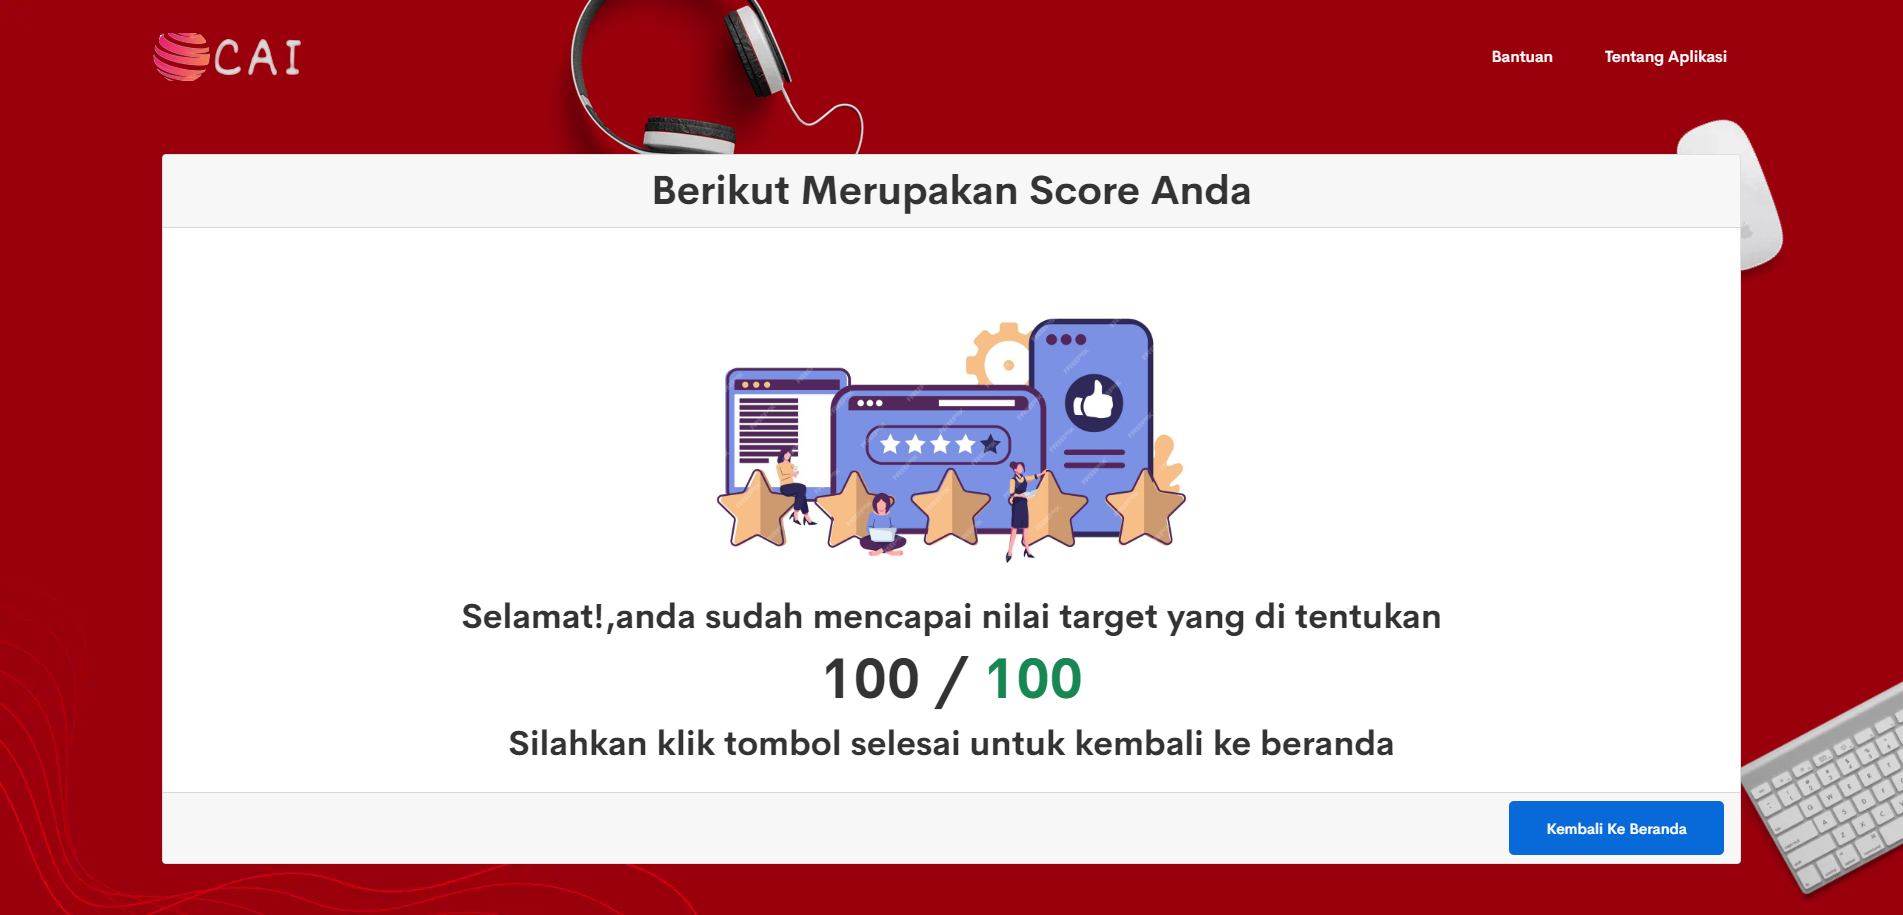 CAI
Bantuan
Tentang Aplikasi
Berikut Merupakan Score Anda
Selamat!,anda sudah mencapai nilai target yang di tentukan
100 / 100
Silahkan klik tombol selesai untuk kembali ke beranda
Kembali Ke Beranda